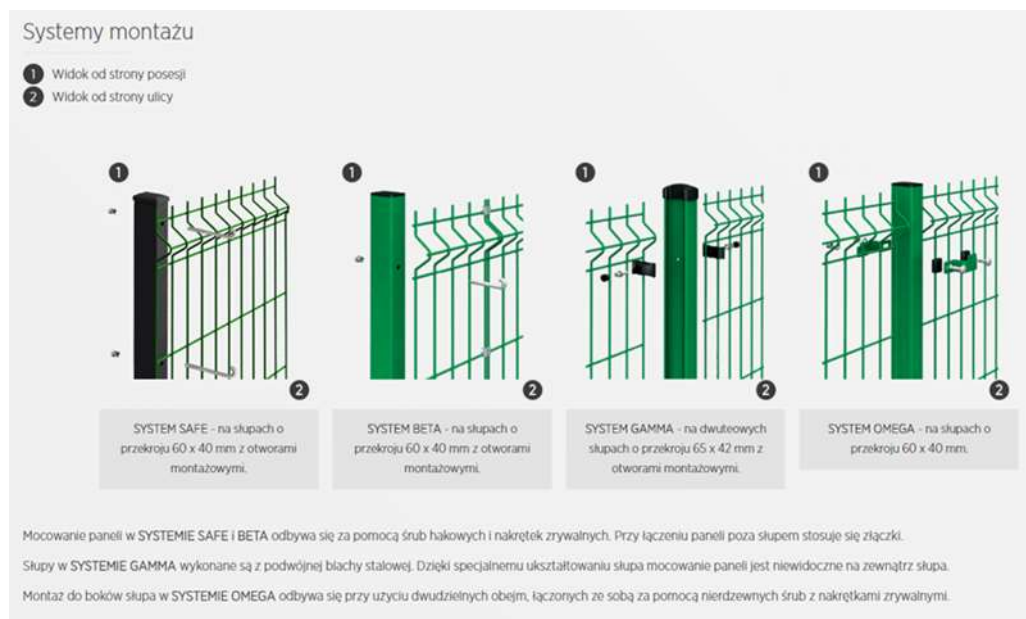 Systemy montażu
1 Widok od strony posesji
2 Widok od strony ulicy
1
1
1
1
2
2
2
2
SYSTEM SAFE - na słupach o
przekroju 60 x 40 mm z otworami
montażowymi.
SYSTEM BETA - na słupach o
przekroju 60 x 40 mm z otworami
montażowymi.
SYSTEM GAMMA - na dwuteowych
słupach o przekroju 65 x 42 mm z
otworami montażowymi.
SYSTEM OMEGA - na słupach o
przekroju 60 x 40 mm.
Mocowanie paneli w SYSTEMIE SAFE i BETA odbywa się za pomocą śrub hakowych i nakrętek zrywalnych. Przy łączeniu paneli poza słupem stosuje się złączki.
Słupy w SYSTEMIE GAMMA wykonane są z podwójnej blachy stalowej. Dzięki specjalnemu ukształtowaniu słupa mocowanie paneli jest niewidoczne na zewnątrz słupa.
Montaż do boków słupa w SYSTEMIE OMEGA odbywa się przy użyciu dwudzielnych obejm, łączonych ze sobą za pomocą nierdzewnych śrub z nakrętkami zrywalnymi.